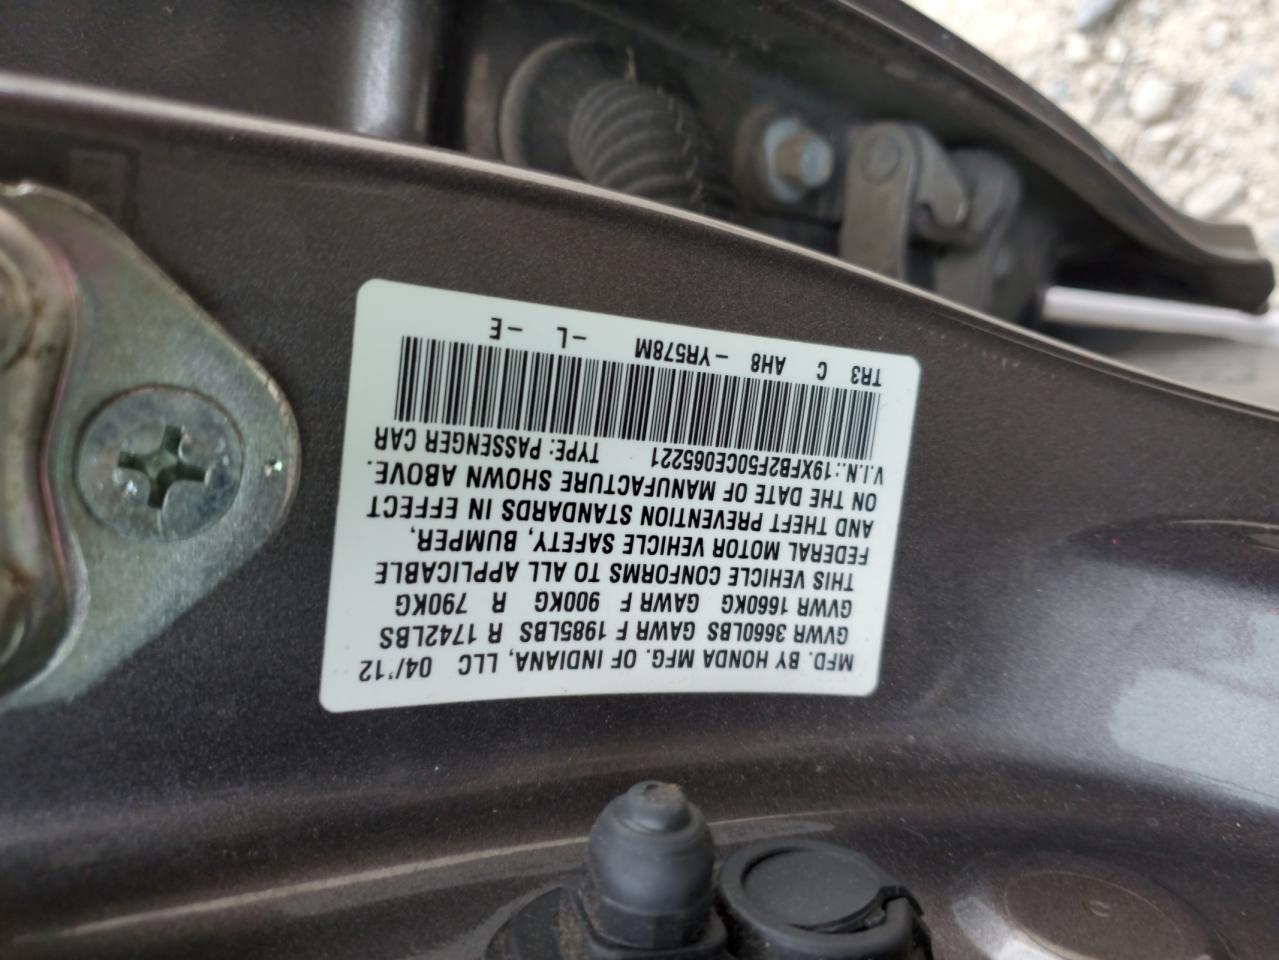 MFD. BY HONDA MFG. OF INDIANA, LLC 04/'12
GVWR 3660LBS GAWR F 1985LBS R 1742LBS
GVWR 1660KG GAWR F 900KG R 790KG
THIS VEHICLE CONFORMS TO ALL APPLICABLE
FEDERAL MOTOR VEHICLE SAFETY, BUMPER,
AND THEFT PREVENTION STANDARDS IN EFFECT
ON THE DATE OF MANUFACTURE SHOWN ABOVE.
V.I.N.: 19XFB2F50CE065221 TYPE: PASSENGER CAR
TR3 C AH8 -YR578M -L -E